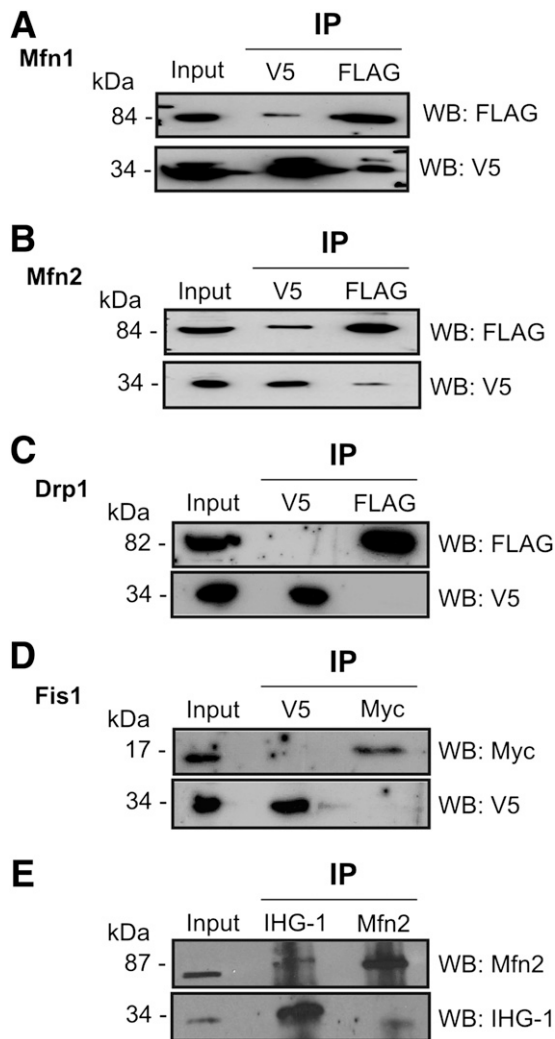 A
Mfn1
IP
kDa
Input V5 FLAG
84 - WB: FLAG
34 - WB: V5
B
Mfn2
IP
kDa
Input V5 FLAG
84 - WB: FLAG
34 - WB: V5
C
Drp1
IP
kDa
Input V5 FLAG
82 - WB: FLAG
34 - WB: V5
D
Fis1
IP
kDa
Input V5 Myc
17 - WB: Myc
34 - WB: V5
E
IP
kDa
Input IHG-1 Mfn2
87 - WB: Mfn2
34 - WB: IHG-1